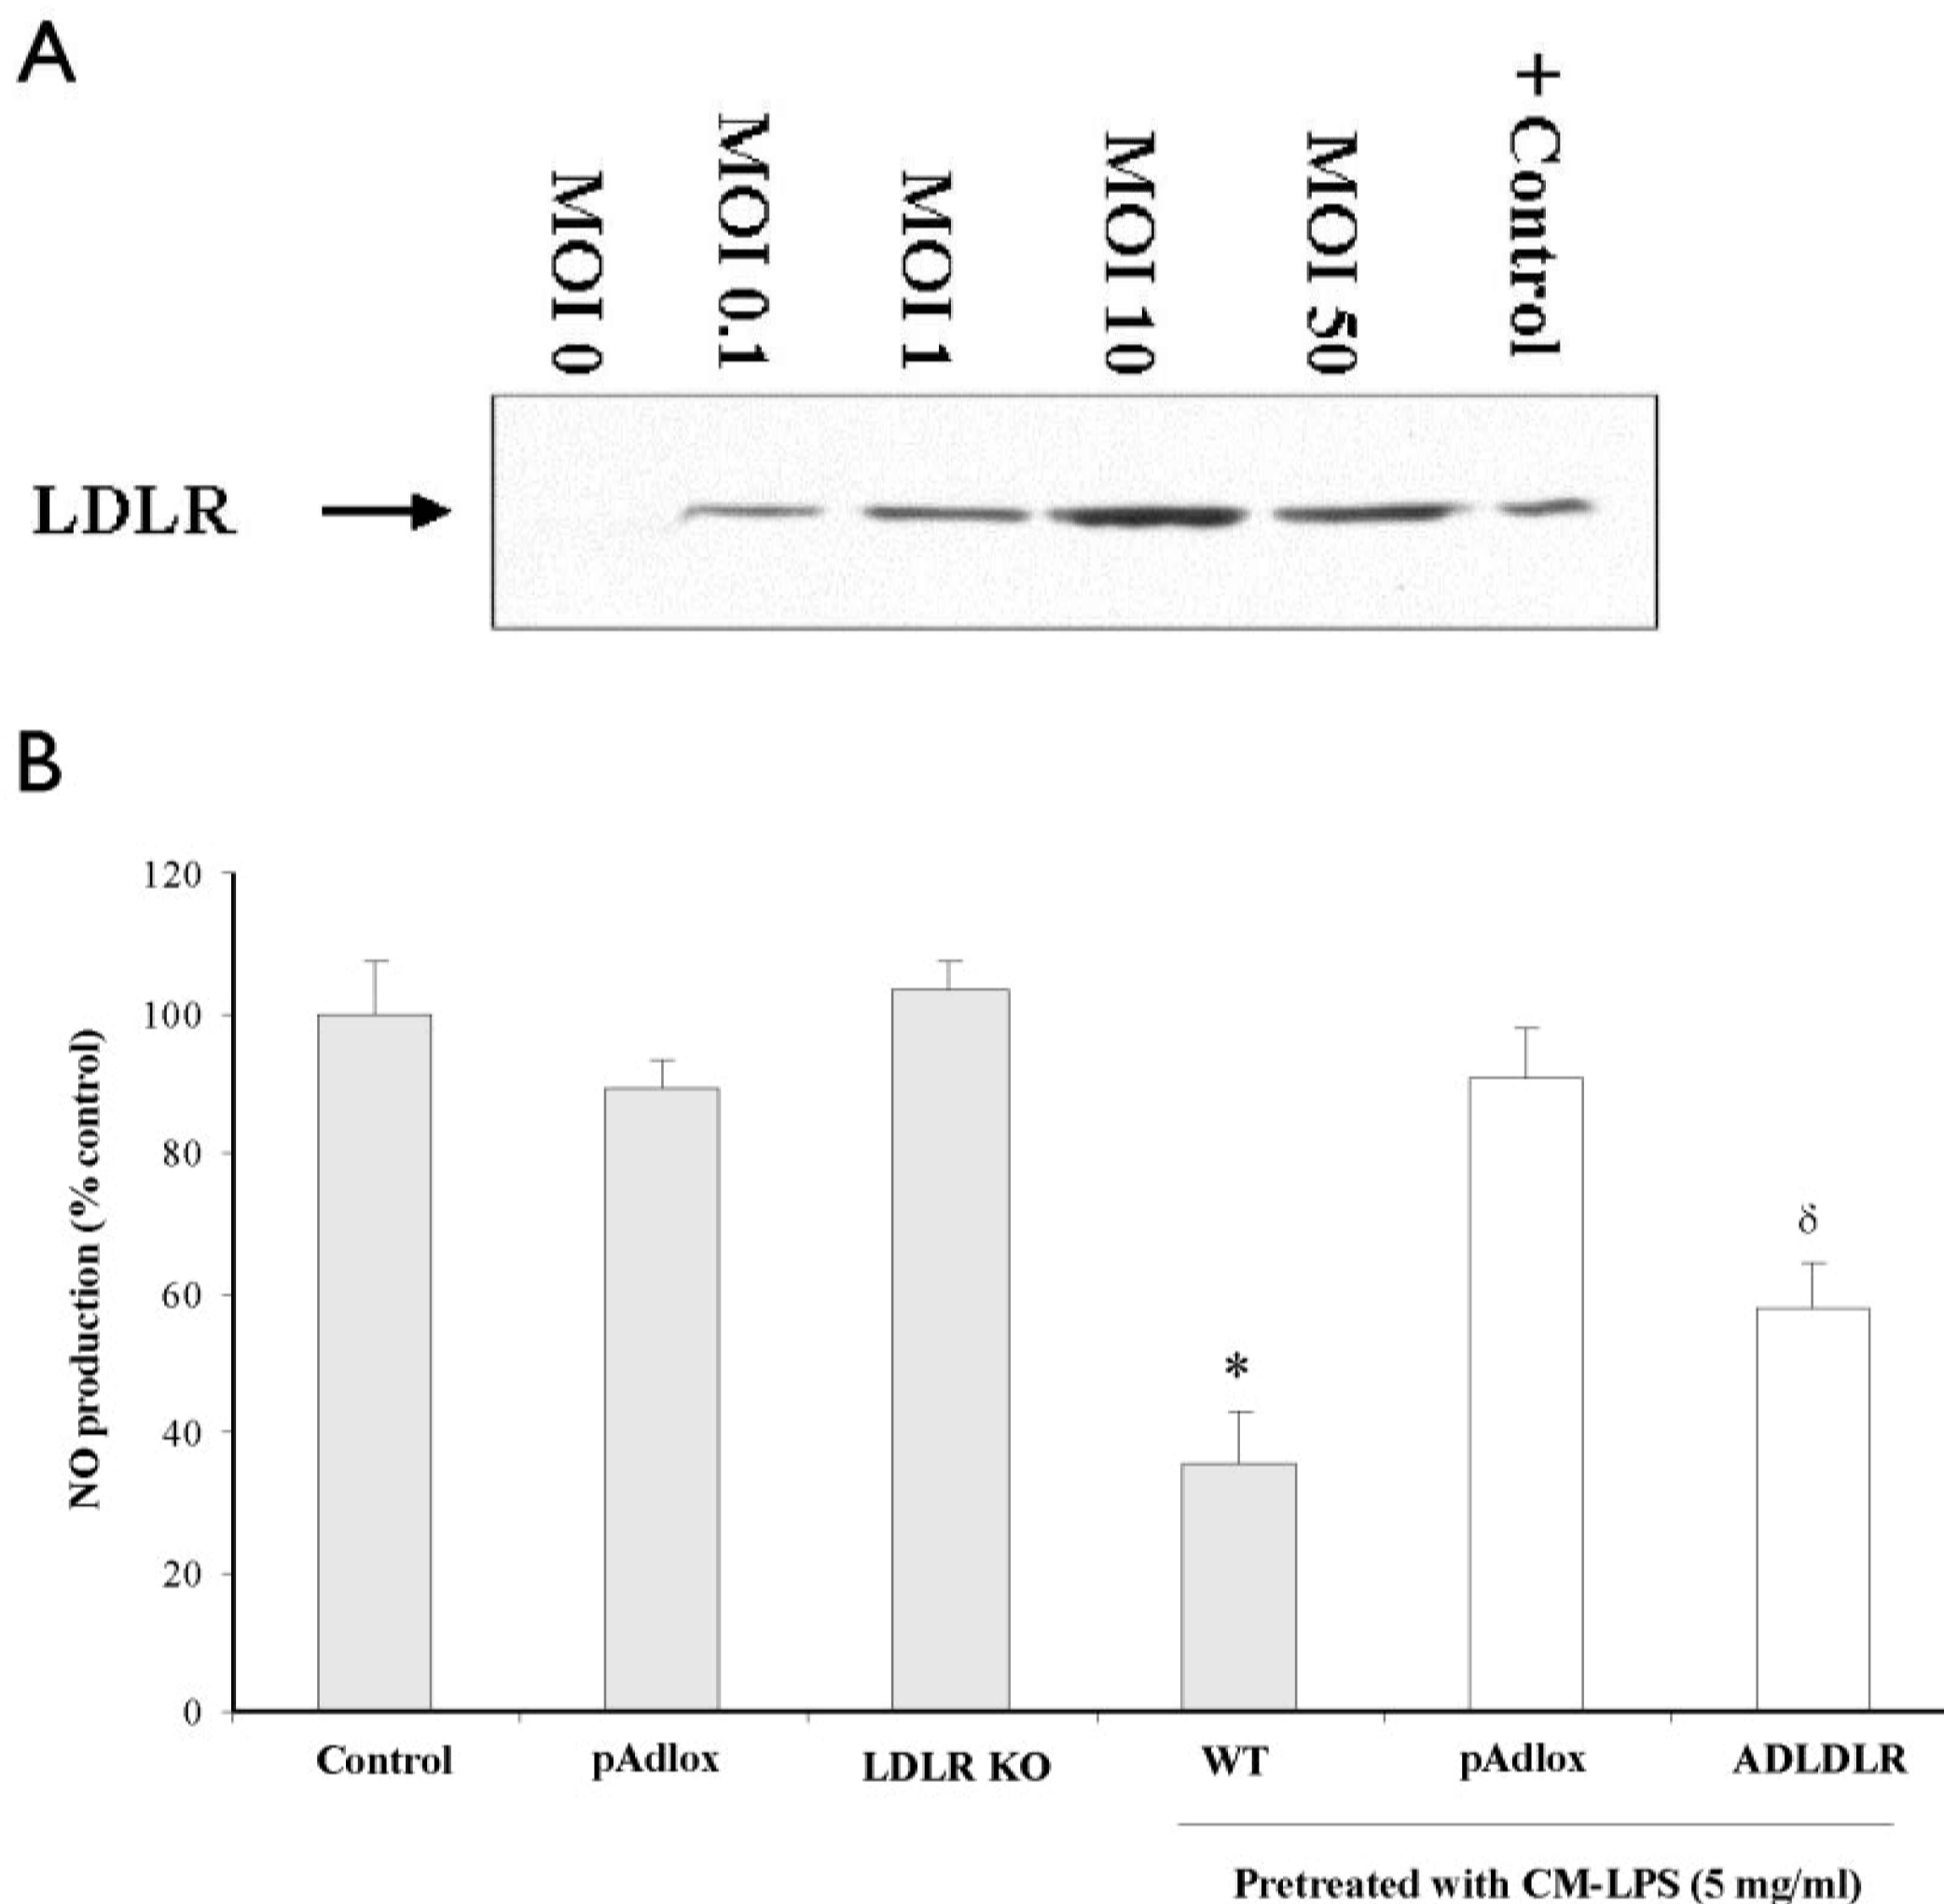 A
MOI 0
MOI 0.1
MOI 1
MOI 10
MOI 50
+ Control
LDLR
B
NO production (% control)
120
100
80
60
40
20
0
*
δ
Control pAdlox LDLR KO WT pAdlox ADLDLR
Pretreated with CM-LPS (5 mg/ml)